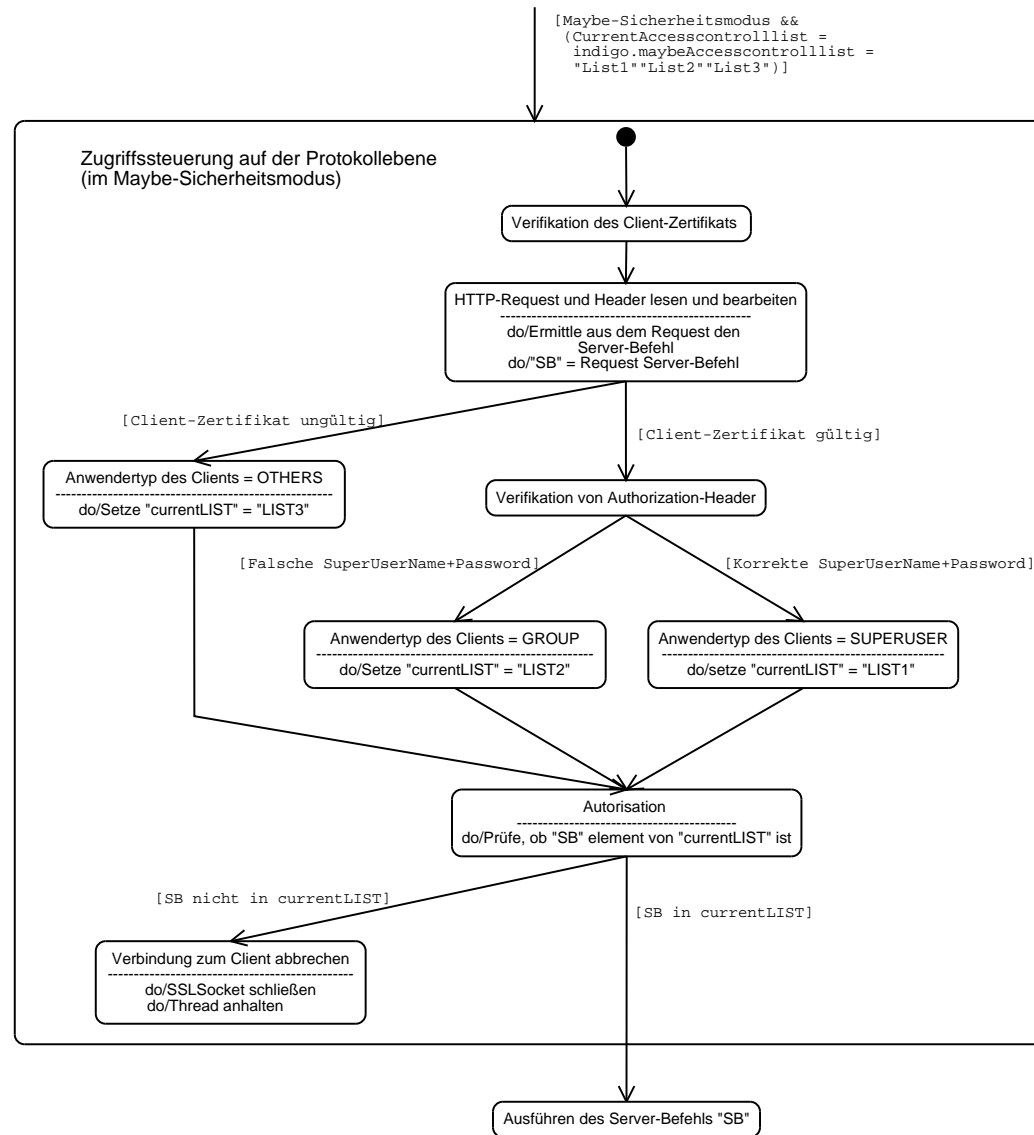 [Maybe-Sicherheitsmodus &&
(CurrentAccesscontrolllist =
indigo.maybeAccesscontrolllist =
"List1""List2""List3")]
Zugriffssteuerung auf der Protokollebene
(im Maybe-Sicherheitsmodus)
Verifikation des Client-Zertifikats
HTTP-Request und Header lesen und bearbeiten
do/Ermittle aus dem Request den
Server-Befehl
do/"SB" = Request Server-Befehl
[Client-Zertifikat ungültig]
[Client-Zertifikat gültig]
Anwendertyp des Clients = OTHERS
do/Setze "currentLIST" = "LIST3"
Verifikation von Authorization-Header
[Falsche SuperUserName+Password]
[Korrekte SuperUserName+Password]
Anwendertyp des Clients = GROUP
do/Setze "currentLIST" = "LIST2"
Anwendertyp des Clients = SUPERUSER
do/setze "currentLIST" = "LIST1"
Autorisation
do/Prüfe, ob "SB" element von "currentLIST" ist
[SB nicht in currentLIST]
[SB in currentLIST]
Verbindung zum Client abbrechen
do/SSLSocket schließen
do/Thread anhalten
Ausführen des Server-Befehls "SB"